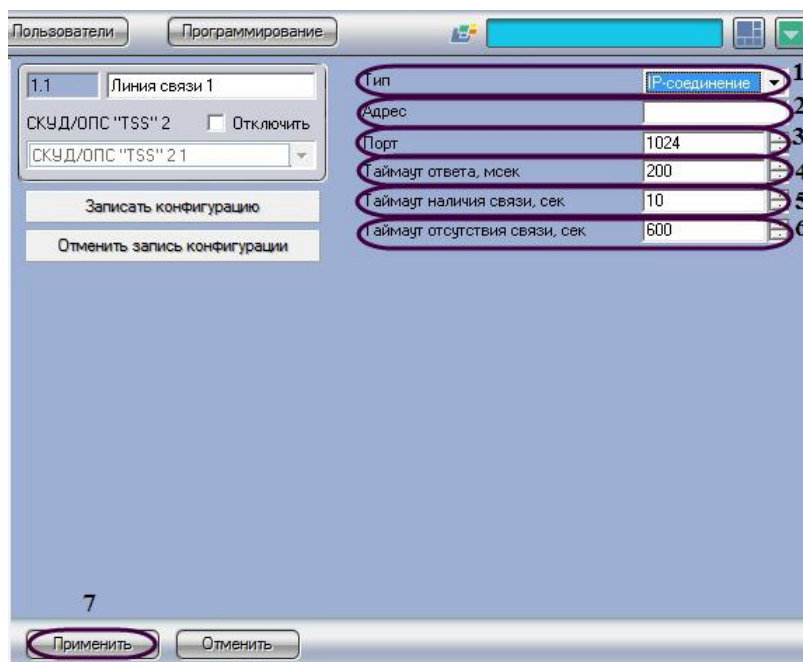 Пользователи Программирование
1.1 Линия связи 1
СКУД/ОПС "TSS" 2 Отключить
СКУД/ОПС "TSS" 2 1
Записать конфигурацию
Отменить запись конфигурации
Тип IP-соединение 1
Адрес 2
Порт 1024 3
Таймаут ответа, мсек 200 4
Таймаут наличия связи, сек 10 5
Таймаут отсутствия связи, сек 600 6
7
Применить Отменить